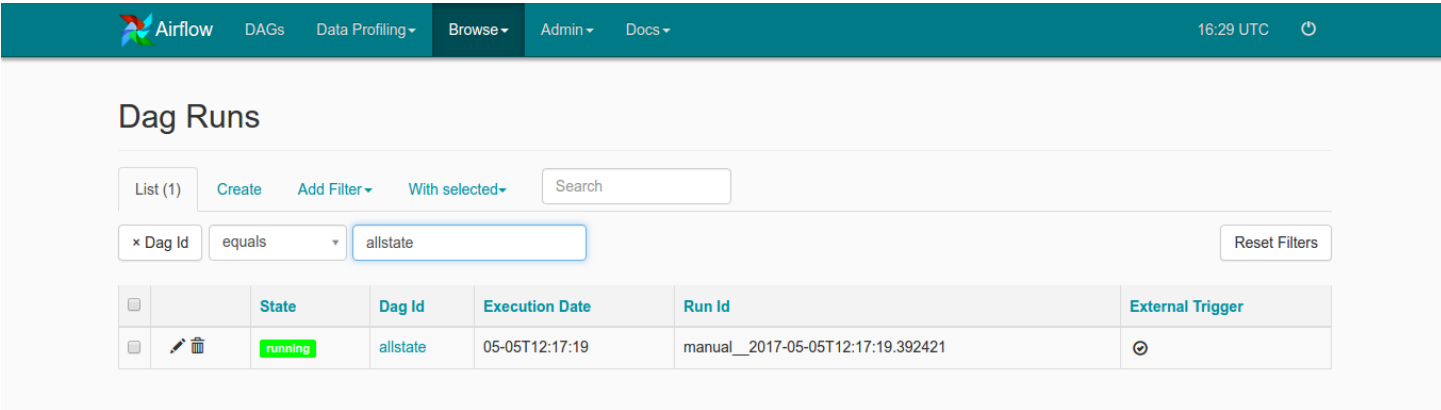 Airflow DAGs Data Profiling Browse Admin Docs 16:29 UTC
Dag Runs
List (1) Create Add Filter With selected Search
× Dag Id equals allstate Reset Filters
State Dag Id Execution Date Run Id External Trigger
running allstate 05-05T12:17:19 manual__2017-05-05T12:17:19.392421